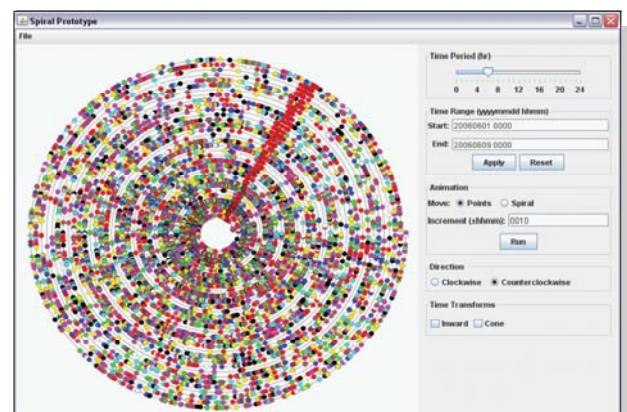 Spiral Prototype
File
Time Period (hr)
0 4 8 12 16 20 24
Time Range (yyyymmdd hhmm)
Start: 20060601 0000
End: 20060609 0000
Apply Reset
Animation
Move: Points Spiral
Increment (±hhmm): 0010
Run
Direction
Clockwise Counterclockwise
Time Transforms
Inward Cone